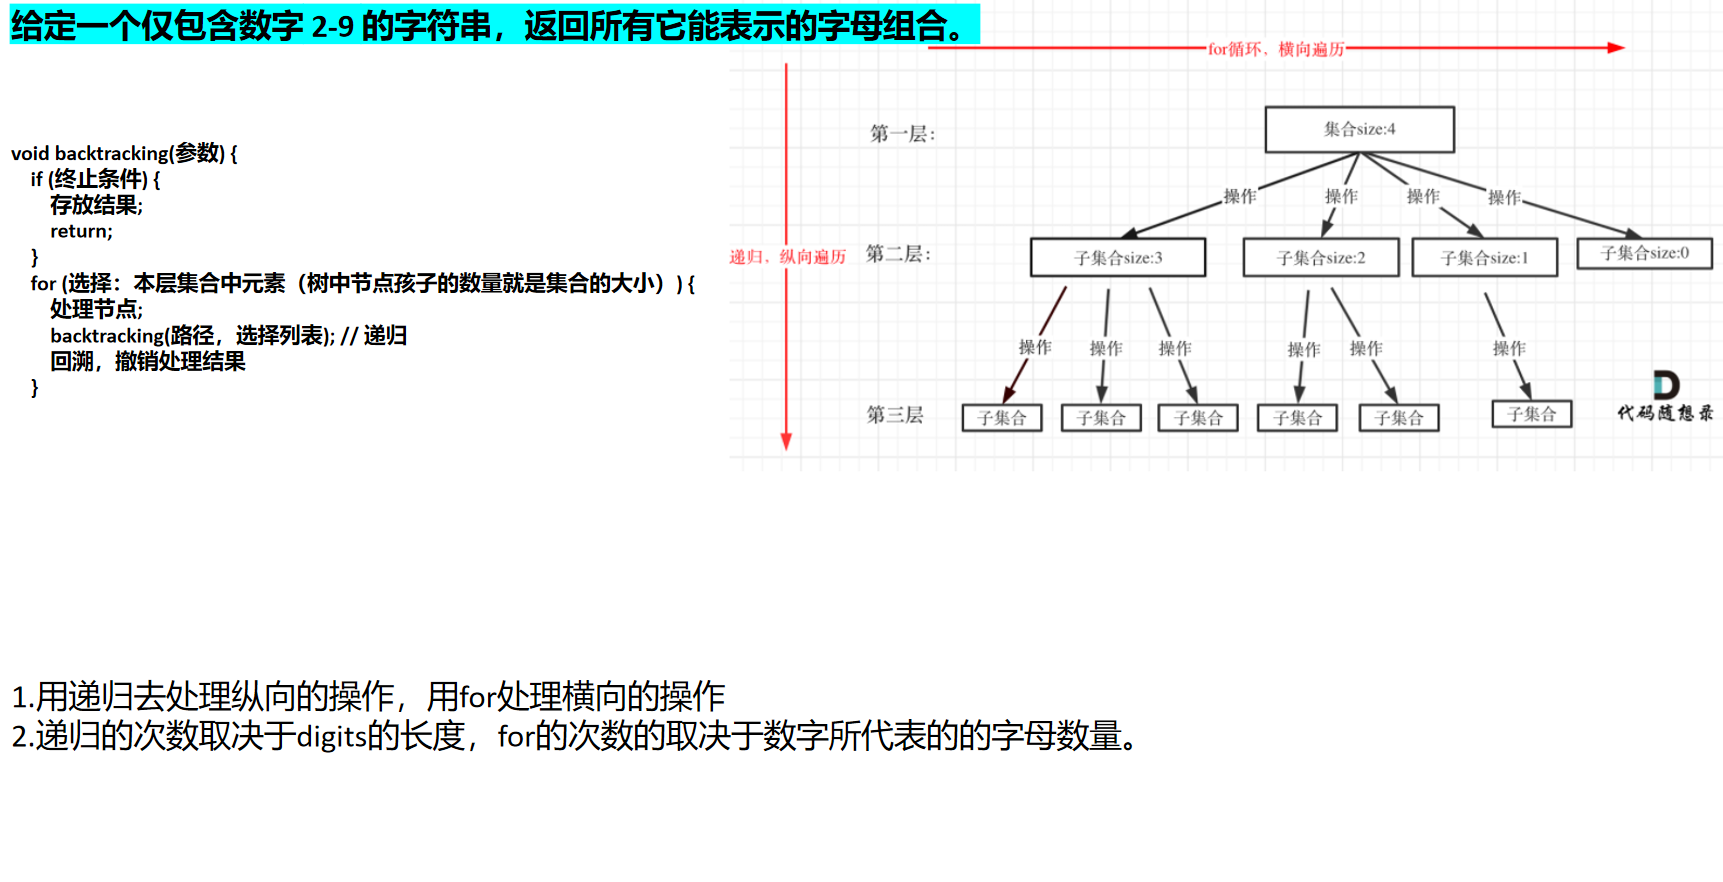 给定一个仅包含数字 2-9 的字符串，返回所有它能表示的字母组合。
for循环、横向遍历
void backtracking(参数) {
if (终止条件) {
存放结果;
return;
}
for (选择：本层集合中元素（树中节点孩子的数量就是集合的大小）) {
处理节点;
backtracking(路径，选择列表); // 递归
回溯，撤销处理结果
}
递归、纵向遍历
第一层：
集合size:4
操作 操作 操作 操作
第二层：
子集合size:3 子集合size:2 子集合size:1 子集合size:0
操作 操作 操作 操作 操作 操作
第三层
子集合 子集合 子集合 子集合 子集合 子集合
代码随想录
1.用递归去处理纵向的操作，用for处理横向的操作
2.递归的次数取决于digits的长度，for的次数的取决于数字所代表的的字母数量。